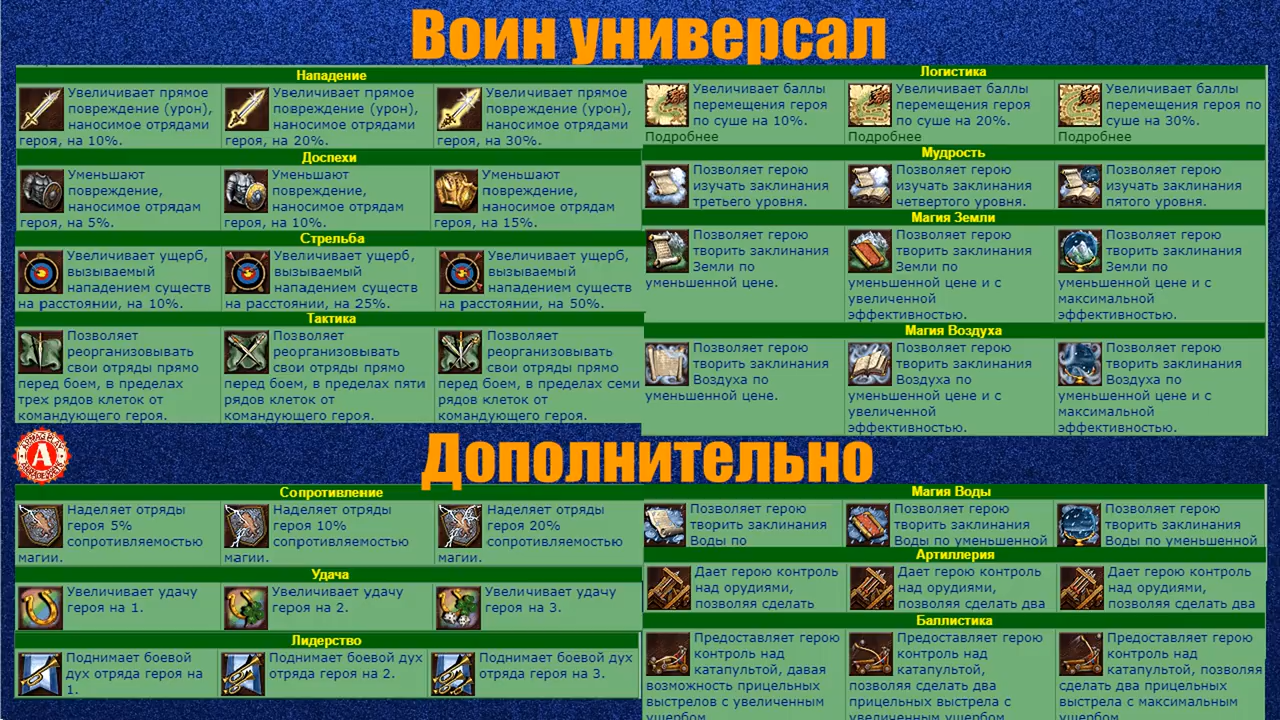 Воин универсал
Нападение
Увеличивает прямое
повреждение (урон),
наносимое отрядами
героя, на 10%.
Увеличивает прямое
повреждение (урон),
наносимое отрядами
героя, на 20%.
Увеличивает прямое
повреждение (урон),
наносимое отрядами
героя, на 30%.
Доспехи
Уменьшают
повреждение,
наносимое отрядам
героя, на 5%.
Уменьшают
повреждение,
наносимое отрядам
героя, на 10%.
Уменьшают
повреждение,
наносимое отрядам
героя, на 15%.
Стрельба
Увеличивает ущерб,
вызываемый
нападением существ
на расстоянии, на 10%.
Увеличивает ущерб,
вызываемый
нападением существ
на расстоянии, на 25%.
Увеличивает ущерб,
вызываемый
нападением существ
на расстоянии, на 50%.
Тактика
Позволяет
реорганизовывать
свои отряды прямо
перед боем, в пределах
трех рядов клеток от
командующего героя.
Позволяет
реорганизовывать
свои отряды прямо
перед боем, в пределах пяти
рядов клеток от
командующего героя.
Позволяет
реорганизовывать
свои отряды прямо
перед боем, в пределах семи
рядов клеток от
командующего героя.
Логистика
Увеличивает баллы
перемещения героя
по суше на 10%.
Подробнее
Увеличивает баллы
перемещения героя
по суше на 20%.
Подробнее
Увеличивает баллы
перемещения героя по
суше на 30%.
Подробнее
Мудрость
Позволяет герою
изучать заклинания
третьего уровня.
Позволяет герою
изучать заклинания
четвертого уровня.
Позволяет герою
изучать заклинания
пятого уровня.
Магия Земли
Позволяет герою
творить заклинания
Земли по
уменьшенной цене.
Позволяет герою
творить заклинания
Земли по
уменьшенной цене и с
увеличенной
эффективностью.
Позволяет герою
творить заклинания
Земли по
уменьшенной цене и с
максимальной
эффективностью.
Магия Воздуха
Позволяет герою
творить заклинания
Воздуха по
уменьшенной цене.
Позволяет герою
творить заклинания
Воздуха по
уменьшенной цене и с
увеличенной
эффективностью.
Позволяет герою
творить заклинания
Воздуха по
уменьшенной цене и с
максимальной
эффективностью.
A
Дополнительно
Сопротивление
Наделяет отряды
героя 5%
сопротивляемостью
магии.
Наделяет отряды
героя 10%
сопротивляемостью
магии.
Наделяет отряды
героя 20%
сопротивляемостью
магии.
Удача
Увеличивает удачу
героя на 1.
Увеличивает удачу
героя на 2.
Увеличивает удачу
героя на 3.
Лидерство
Поднимает боевой
дух отряда героя на
1.
Поднимает боевой дух
отряда героя на 2.
Поднимает боевой дух
отряда героя на 3.
Магия Воды
Позволяет герою
творить заклинания
Воды по
Позволяет герою
творить заклинания
Воды по уменьшенной
Позволяет герою
творить заклинания
Воды по уменьшенной
Артиллерия
Дает герою контроль
над орудиями,
позволяя сделать
Дает герою контроль
над орудиями,
позволяя сделать два
Дает герою контроль
над орудиями,
позволяя сделать два
Баллистика
Предоставляет герою
контроль над
катапультой, давая
возможность прицельных
выстрелов с увеличенным
ущербом
Предоставляет герою
контроль над
катапультой,
позволяя сделать два
прицельных выстрела с
увеличенным ущербом
Предоставляет герою
контроль над
катапультой, позволяя
сделать два прицельных
выстрела с максимальным
ущербом